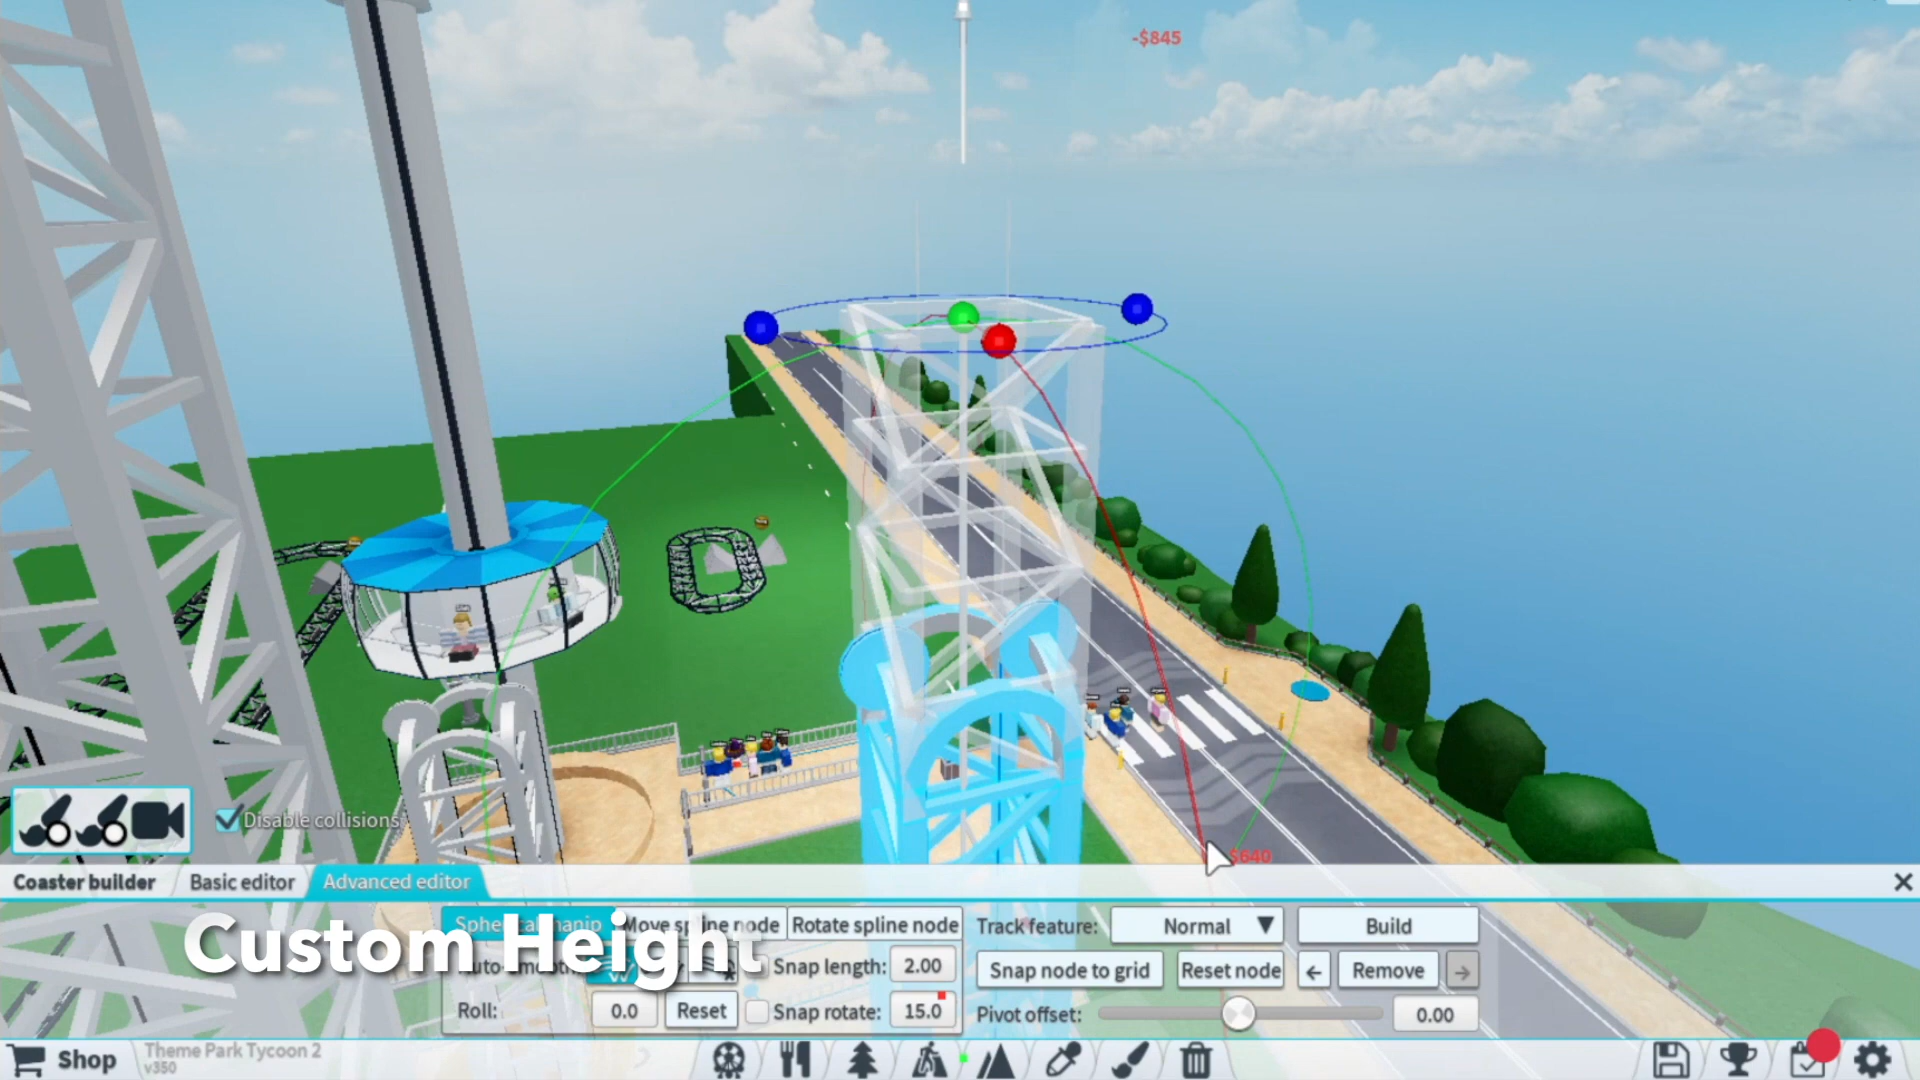 -$845
$640
Disable collisions
Coaster builder Basic editor Advanced editor
Move spline node Rotate spline node Track feature: Normal Build
Custom Height
Snap length: 2.00 Snap node to grid Reset node ← Remove →
Roll: 0.0 Reset Snap rotate: 15.0 Pivot offset: 0.00
Shop Theme Park Tycoon 2
v350